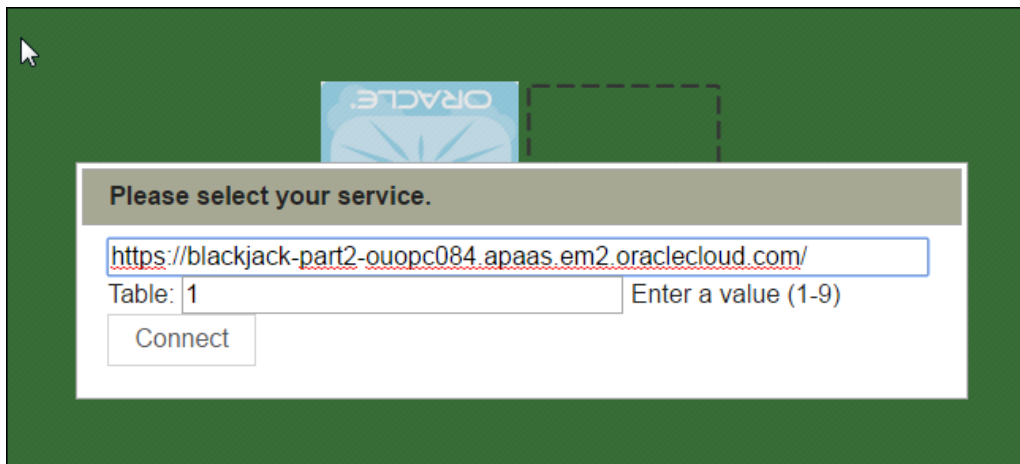 ORACLE
Please select your service.
https://blackjack-part2-ouopc084.apaas.em2.oraclecloud.com/
Table: 1 Enter a value (1-9)
Connect